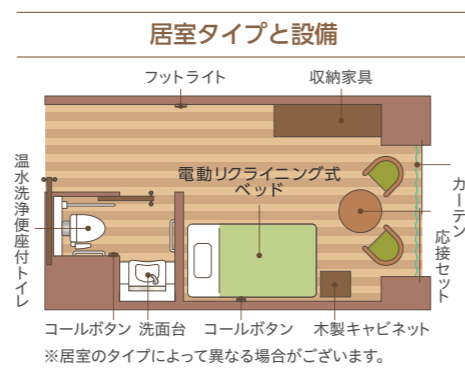 居室タイプと設備
フットライト
収納家具
温水洗浄便座付トイレ
電動リクライニング式
ベッド
カーテン
応接セット
コールボタン
洗面台
コールボタン
木製キャビネット
※居室のタイプによって異なる場合がございます。